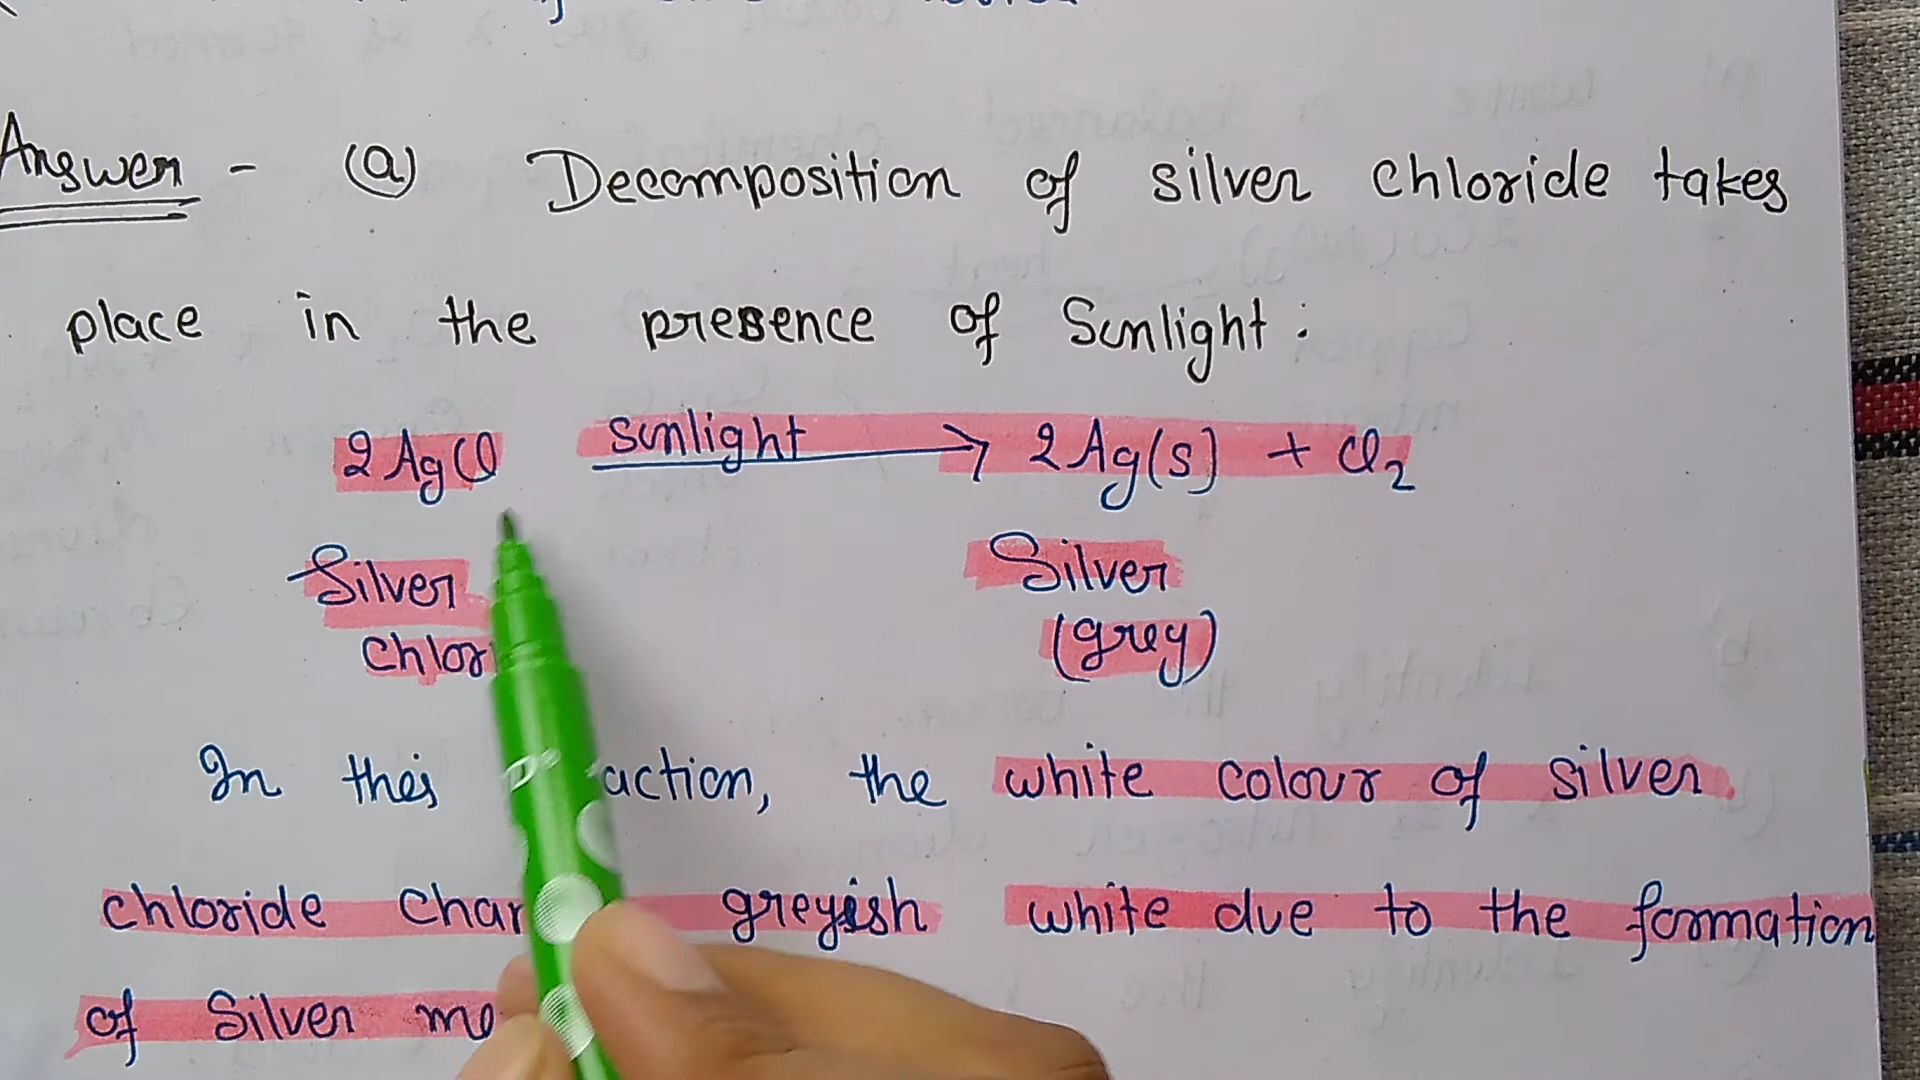 Answer - (a) Decomposition of silver chloride takes
place in the presence of Sunlight :
2AgCl sunlight → 2Ag(s) + Cl₂
Silver Silver
Chlor (grey)
In this action, the white colour of silver
chloride chan greyish white due to the formation
of Silver me